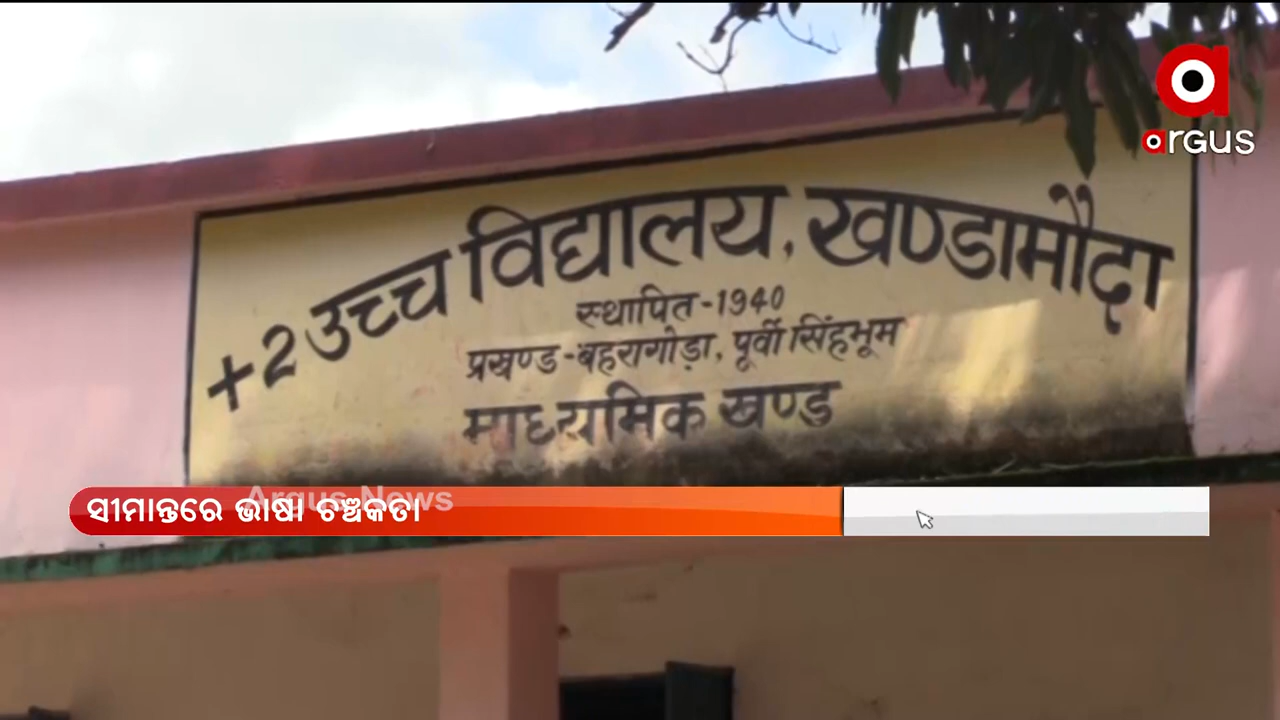 argus
+2 उच्च विद्यालय, खण्डामौदा
स्थापित-1940
प्रखण्ड-बहरागोड़ा, पूर्वी सिंहभूम
माध्यमिक खण्ड
Argus News
ସୀମାନ୍ତରେ ଭାଷା ଚଞ୍ଚକତା